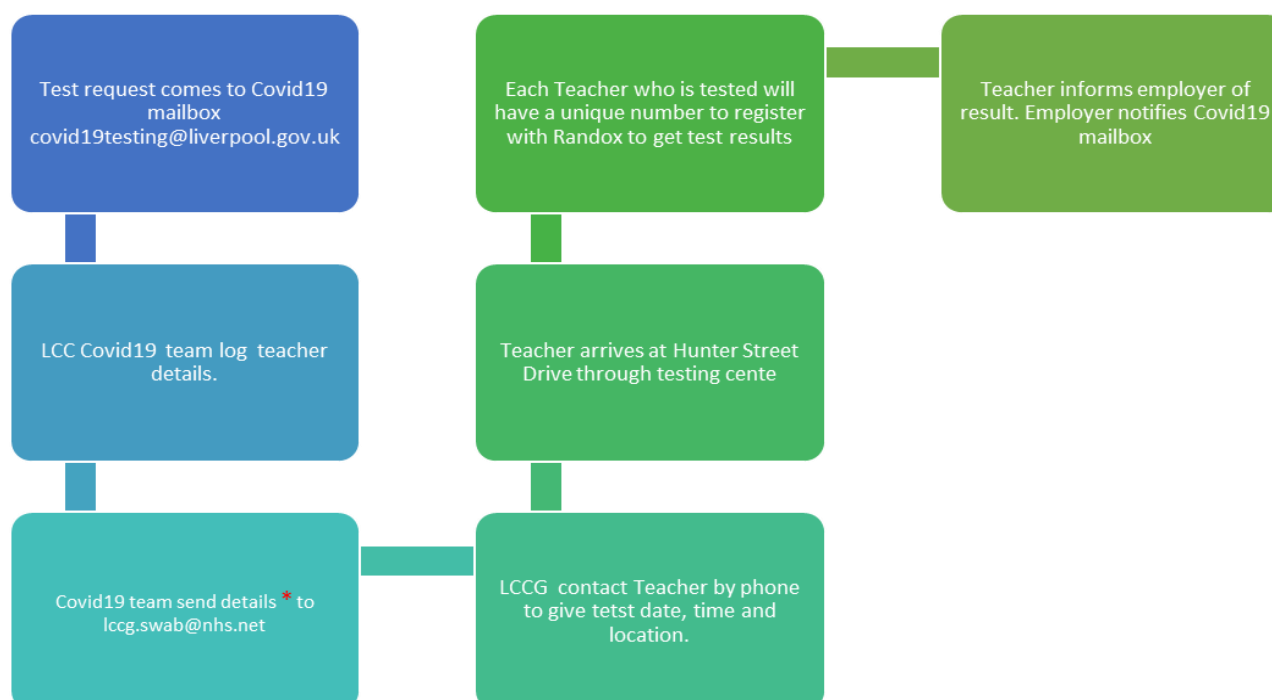 Test request comes to Covid19
mailbox
covid19testing@liverpool.gov.uk
LCC Covid19 team log teacher
details.
Covid19 team send details * to
lccg.swab@nhs.net
LCCG contact Teacher by phone
to give tetst date, time and
location.
Teacher arrives at Hunter Street
Drive through testing cente
Each Teacher who is tested will
have a unique number to register
with Randox to get test results
Teacher informs employer of
result. Employer notifies Covid19
mailbox